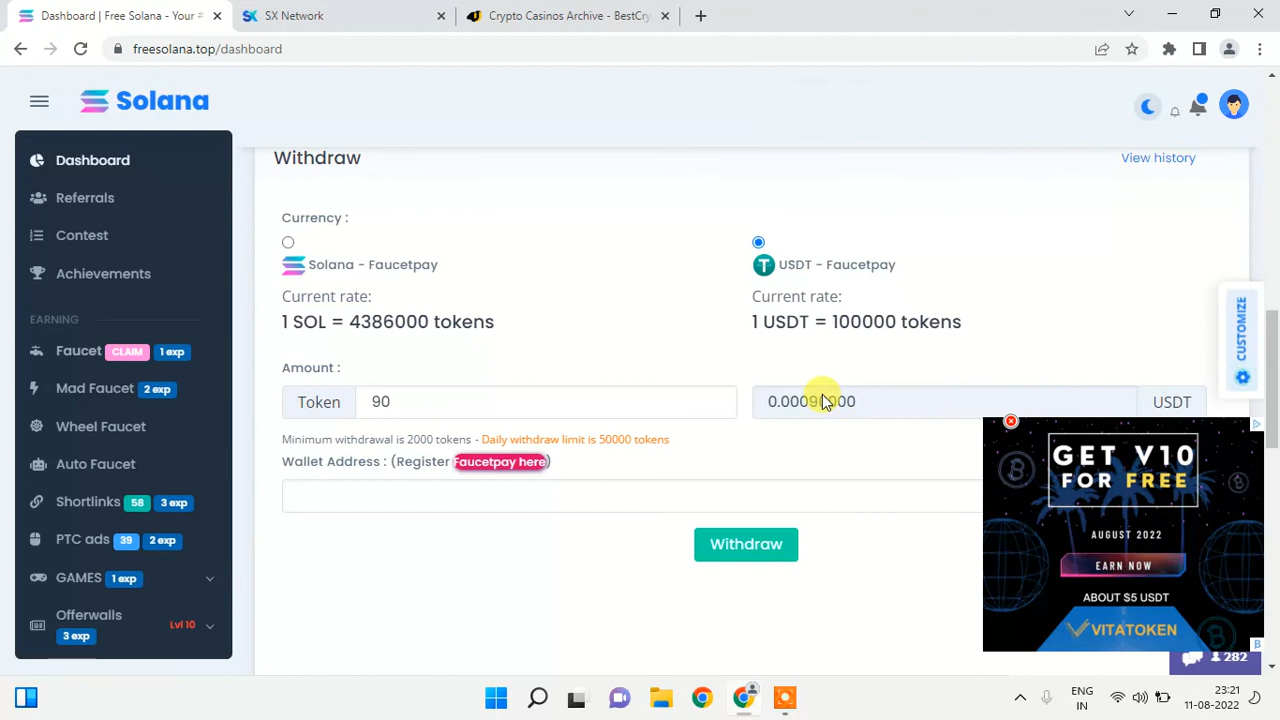 Dashboard | Free Solana - Your #
SX Network
Crypto Casinos Archive - BestCry
freesolana.top/dashboard
Solana
Dashboard
Referrals
Contest
Achievements
EARNING
Faucet CLAIM 1 exp
Mad Faucet 2 exp
Wheel Faucet
Auto Faucet
Shortlinks 58 3 exp
PTC ads 39 2 exp
GAMES 1 exp
Offerwalls
3 exp
Lvl 10
Withdraw
View history
Currency :
Solana - Faucetpay
USDT - Faucetpay
Current rate:
Current rate:
1 SOL = 4386000 tokens
1 USDT = 100000 tokens
Amount :
Token 90
0.00090000 USDT
Minimum withdrawal is 2000 tokens - Daily withdraw limit is 50000 tokens
Wallet Address : (Register Faucetpay here)
Withdraw
CUSTOMIZE
GET V10
FOR FREE
AUGUST 2022
EARN NOW
ABOUT $5 USDT
VITATOKEN
282
ENG
IN
23:21
11-08-2022